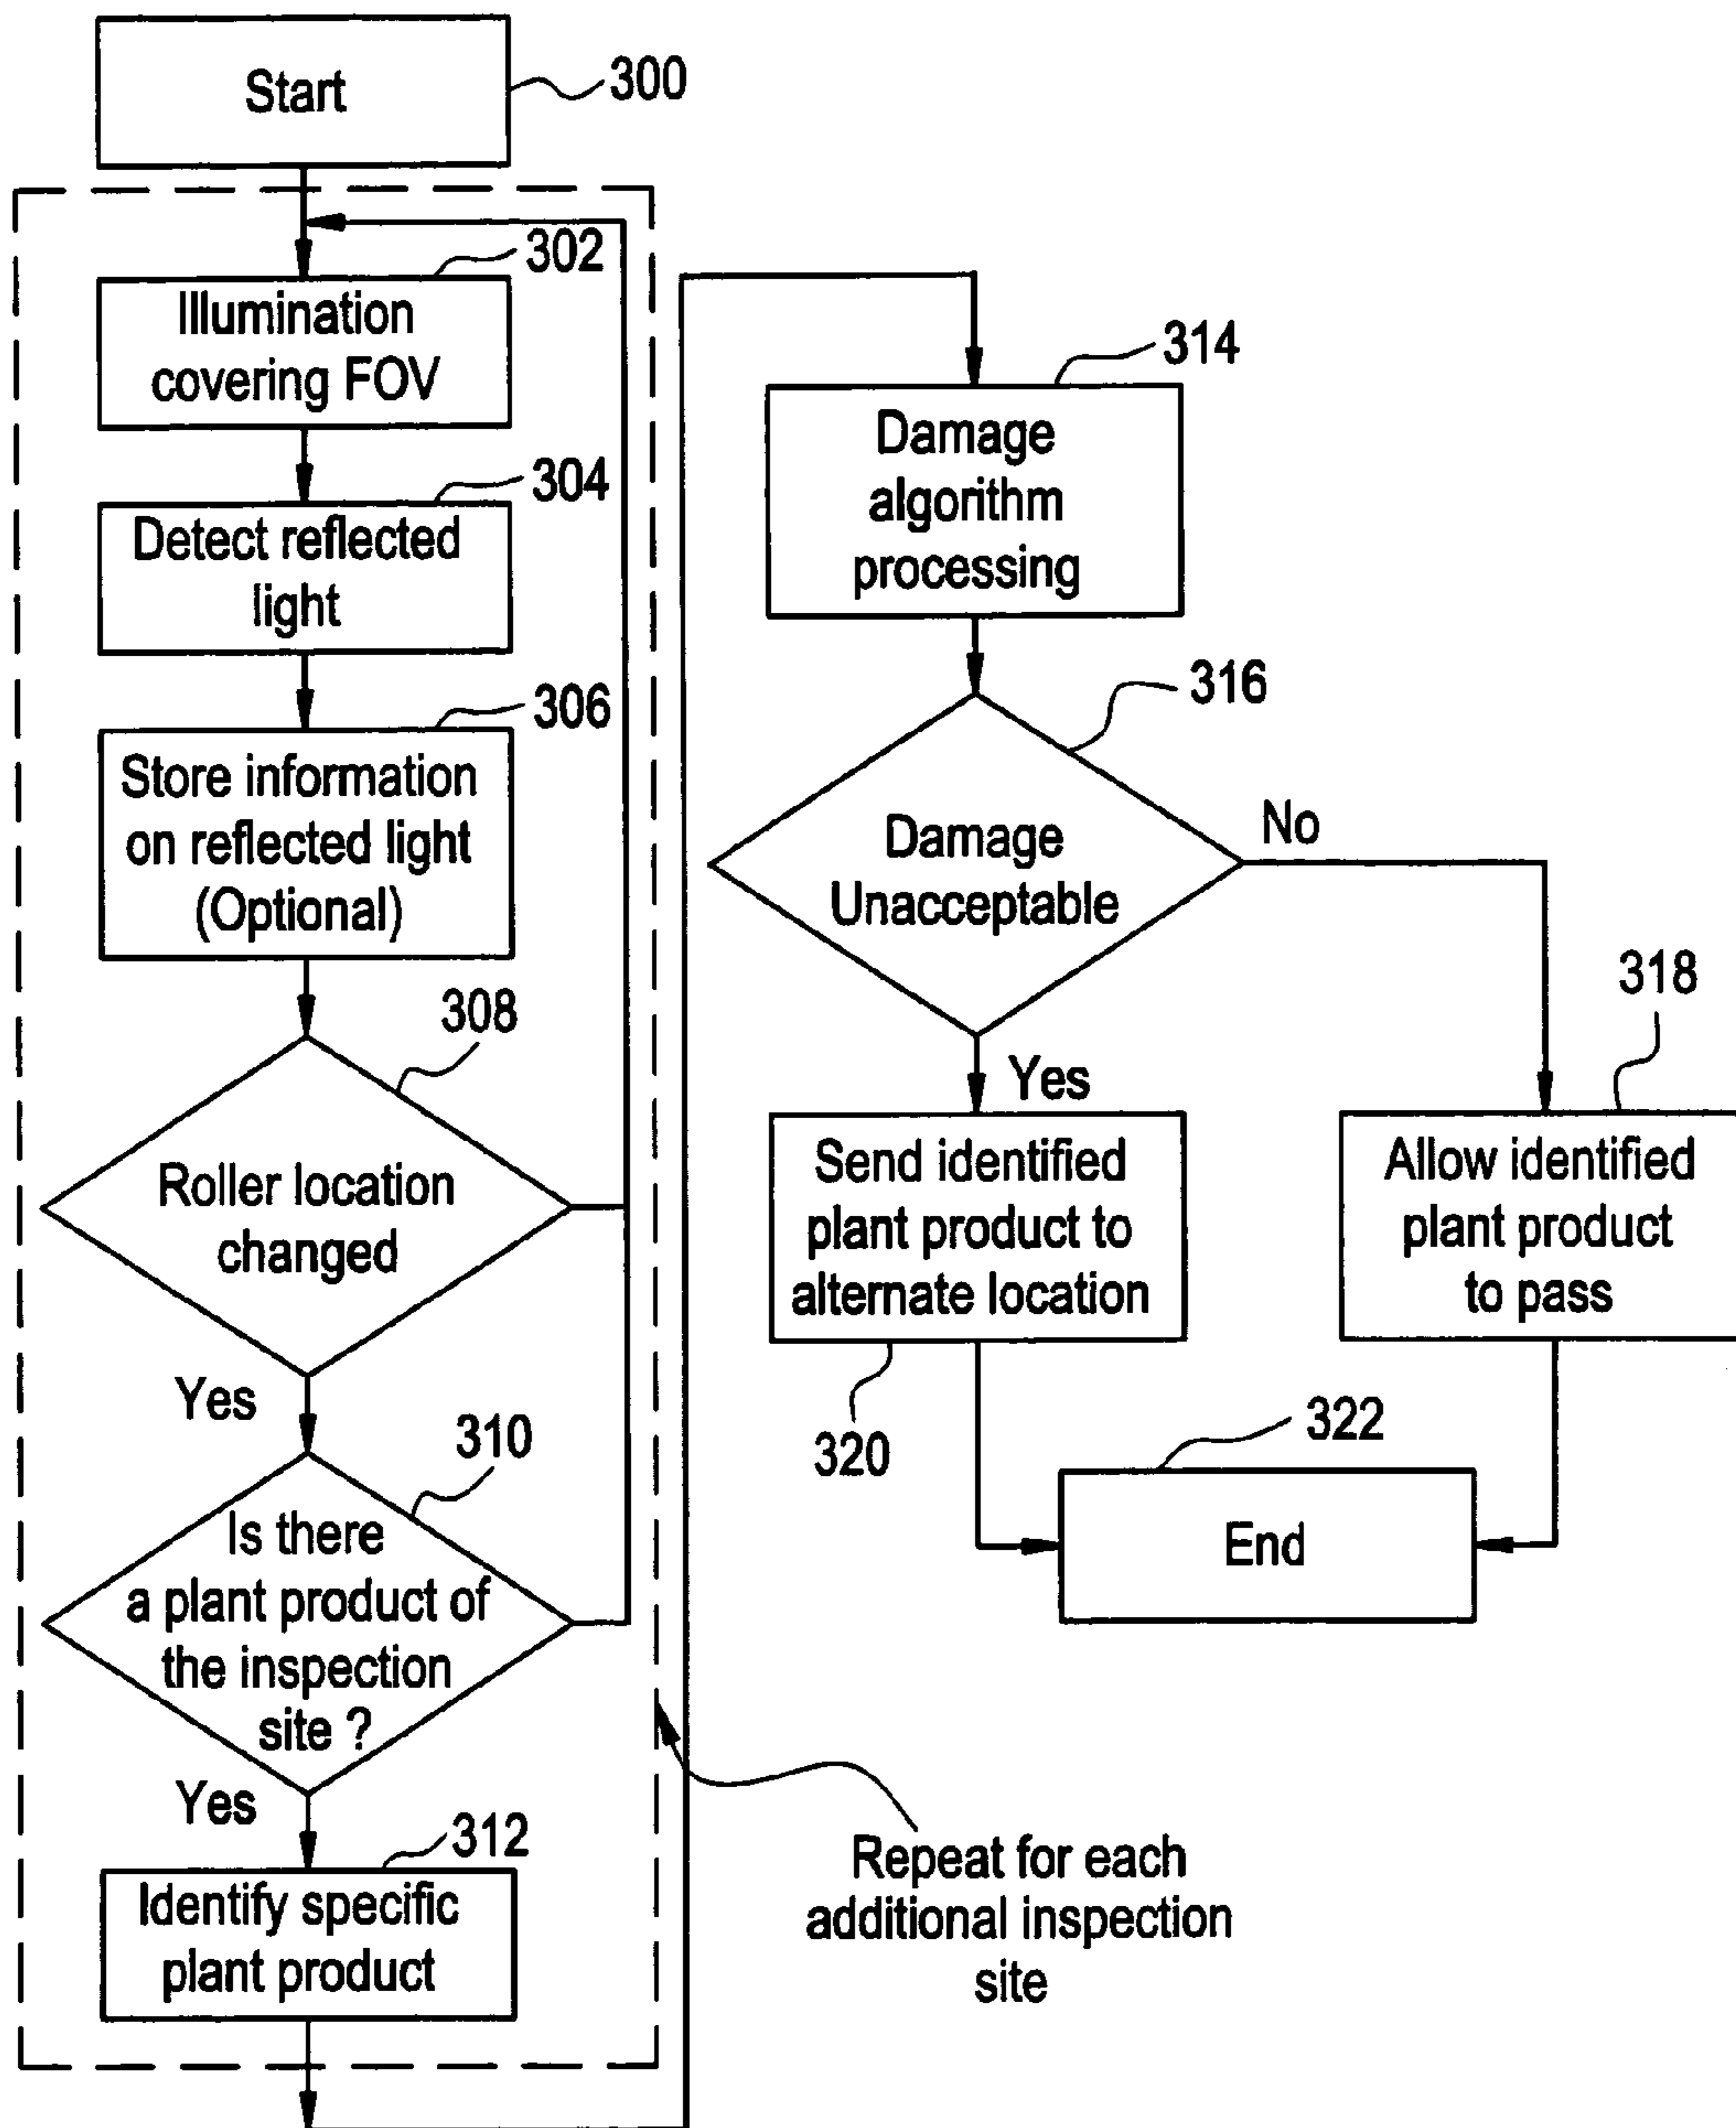 Start
300
302
Illumination
covering FOV
304
Detect reflected
light
306
Store information
on reflected light
(Optional)
308
Roller location
changed
Yes
310
Is there
a plant product of
the inspection
site ?
Yes
312
Identify specific
plant product
314
Damage
algorithm
processing
316
Damage
Unacceptable
No
Yes
318
Send identified
plant product to
alternate location
320
Allow identified
plant product
to pass
322
End
Repeat for each
additional inspection
site